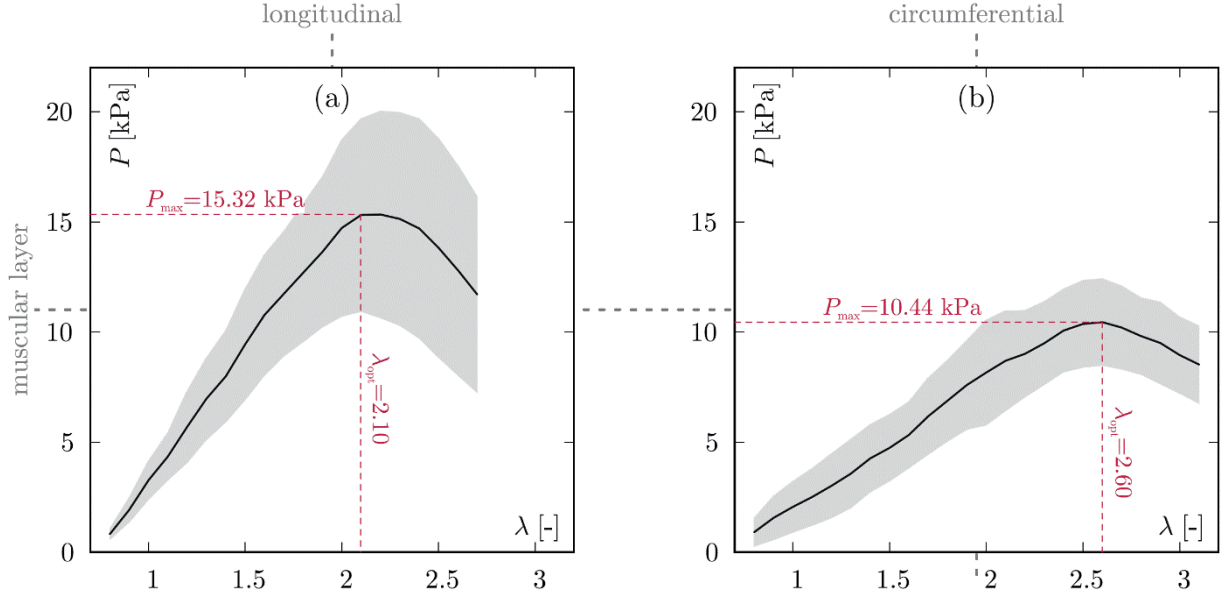 longitudinal
circumferential
muscular layer
(a)
P [kPa]
20
15
10
5
0
P_max=15.32 kPa
λ_opt=2.10
λ [-]
1
1.5
2
2.5
3
(b)
P [kPa]
20
15
10
5
0
P_max=10.44 kPa
λ_opt=2.60
λ [-]
1
1.5
2
2.5
3